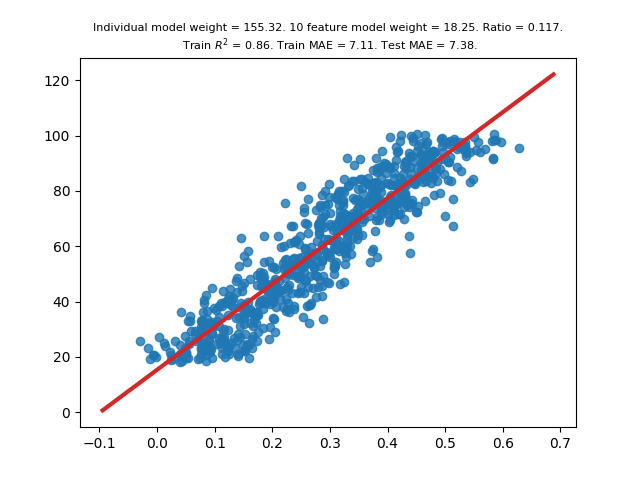 Individual model weight = 155.32. 10 feature model weight = 18.25. Ratio = 0.117.
Train R² = 0.86. Train MAE = 7.11. Test MAE = 7.38.
120
100
80
60
40
20
0
−0.1 0.0 0.1 0.2 0.3 0.4 0.5 0.6 0.7